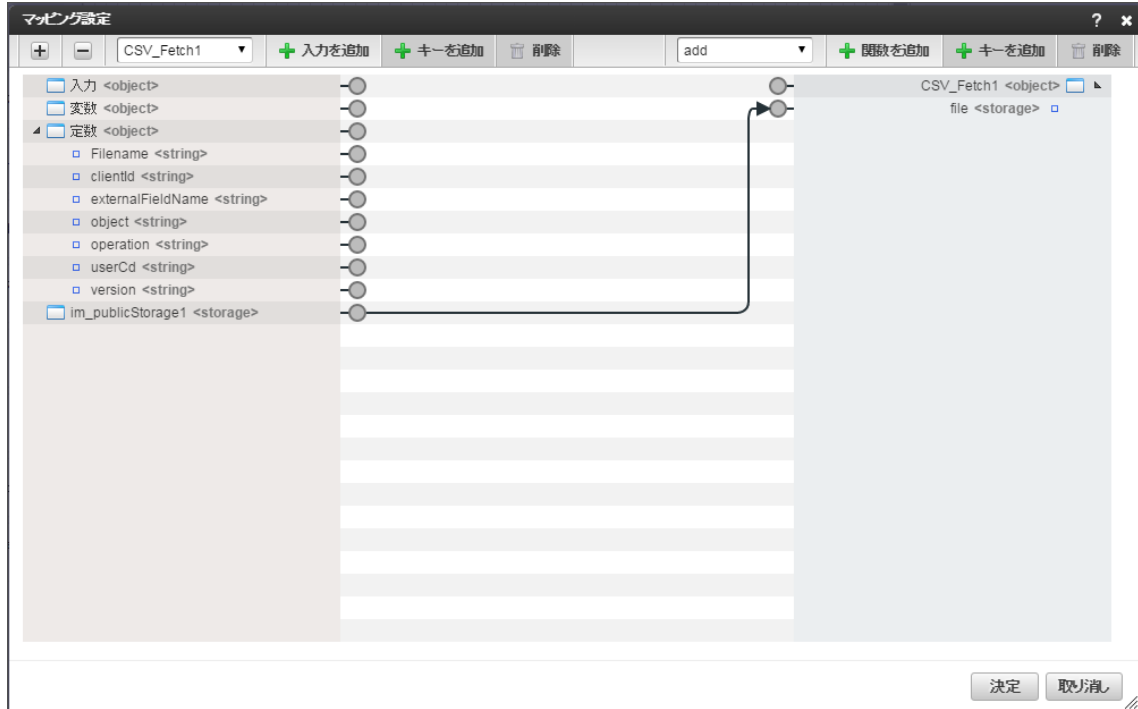 マッピング設定
?
CSV_Fetch1 入力を追加 キーを追加 削除 add 関数を追加 キーを追加 削除
入力 <object> CSV_Fetch1 <object>
変数 <object> file <storage>
定数 <object>
Filename <string>
clientId <string>
externalFieldName <string>
object <string>
operation <string>
userCd <string>
version <string>
im_publicStorage1 <storage>
決定 取り消し